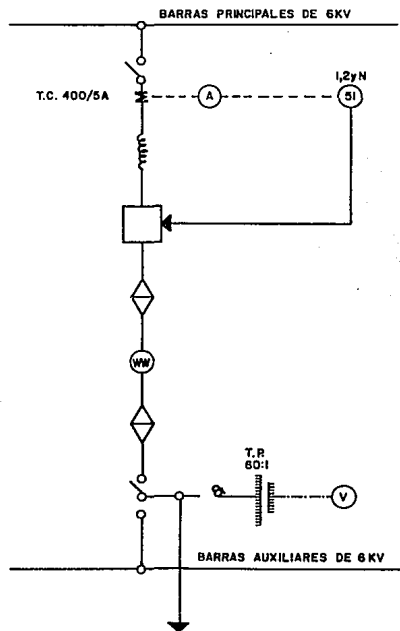 BARRAS PRINCIPALES DE 6KV
1,2yN
T.C. 400/5A
A
51
WW
T.P.
60:1
V
BARRAS AUXILIARES DE 6KV